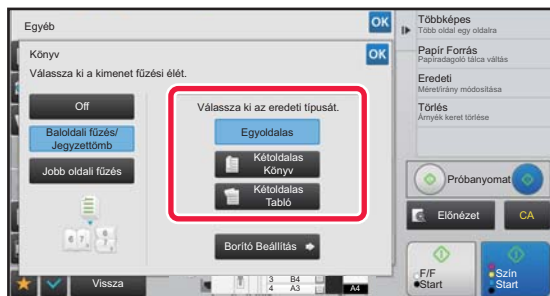 Egyéb
OK
Könyv
OK
Válassza ki a kimenet fűzési élét.
Off
Baloldali fűzés/
Jegyzettömb
Jobb oldali fűzés
6 7
Válassza ki az eredeti típusát.
Egyoldalas
Kétoldalas
Könyv
Kétoldalas
Tabló
Borító Beállítás
Vissza
3 B4
4 A3
A4
Többképes
Több oldal egy oldalra
Papír Forrás
Papíradagoló tálca váltás
Eredeti
Méret/irány módosítása
Törlés
Árnyék keret törlése
Próbanyomat
Előnézet
CA
F/F
Start
Szín
Start